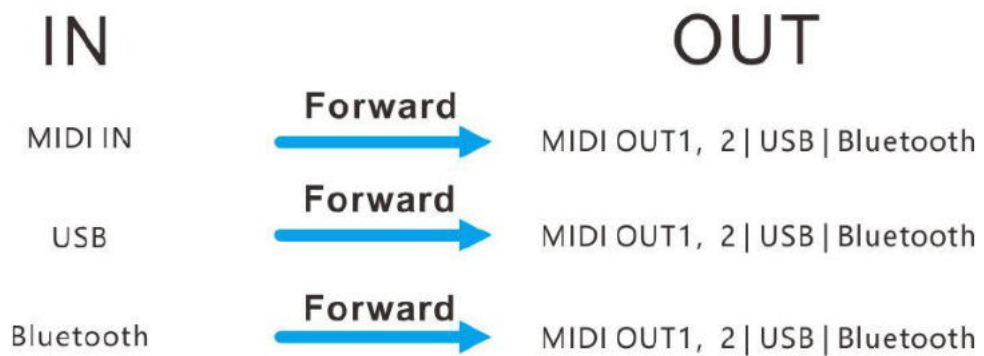 IN OUT
Forward
MIDI IN MIDI OUT1, 2 | USB | Bluetooth
Forward
USB MIDI OUT1, 2 | USB | Bluetooth
Forward
Bluetooth MIDI OUT1, 2 | USB | Bluetooth